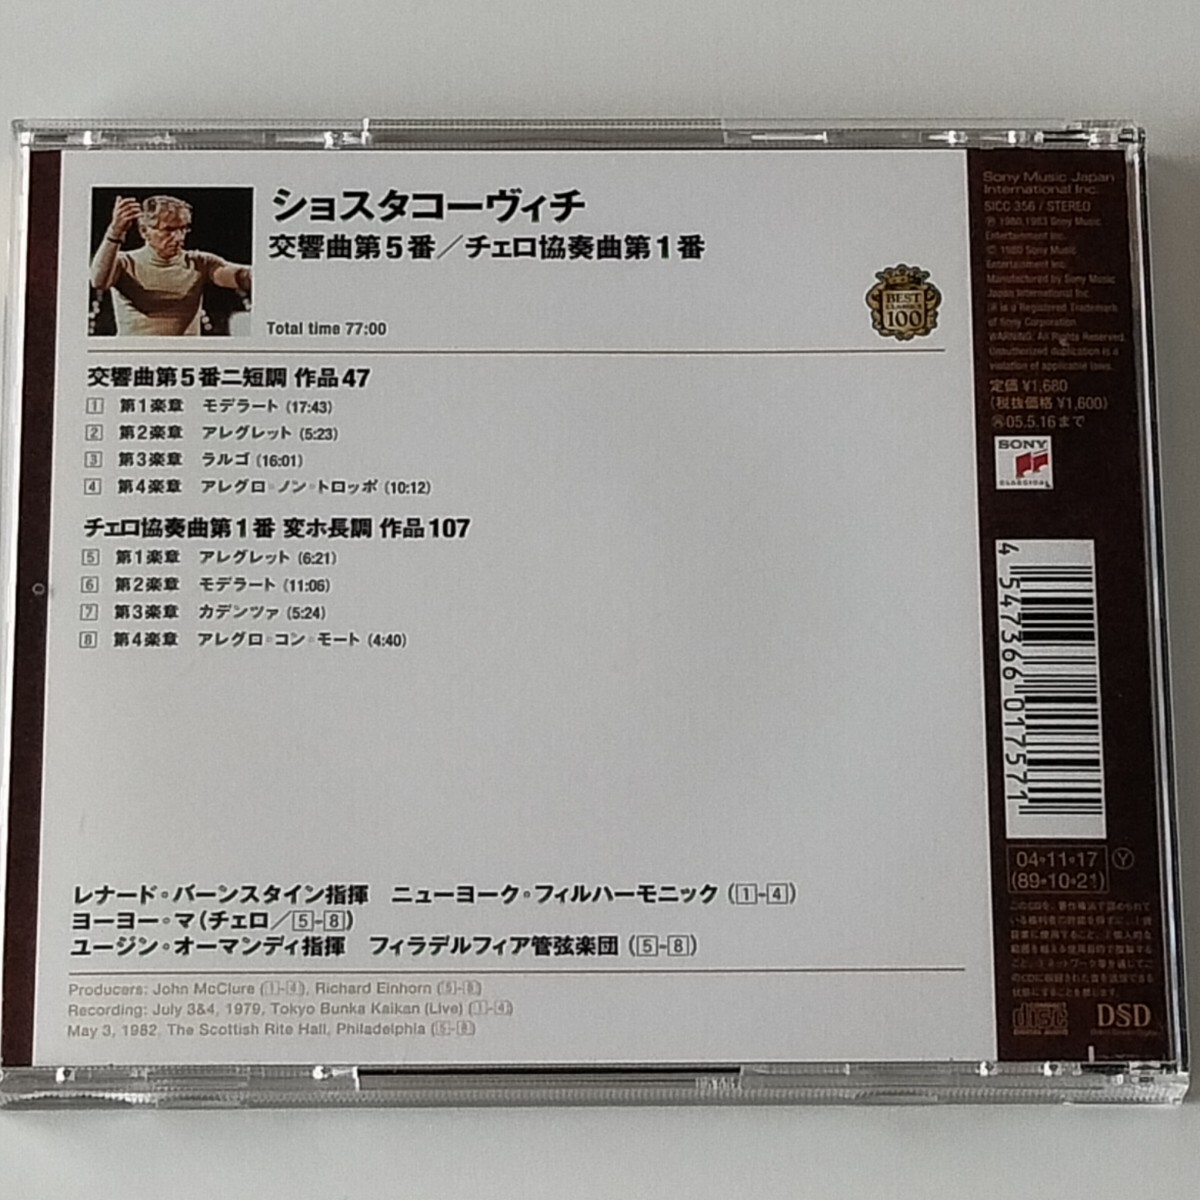 ショスタコーヴィチ
交響曲第5番／チェロ協奏曲第1番
Total time 77:00
BEST
CLASSICS
100
交響曲第5番ニ短調 作品47
1 第1楽章 モデラート (17:43)
2 第2楽章 アレグレット (5:23)
3 第3楽章 ラルゴ (16:01)
4 第4楽章 アレグロ・ノン・トロッポ (10:12)
チェロ協奏曲第1番 変ホ長調 作品107
5 第1楽章 アレグレット (6:21)
6 第2楽章 モデラート (11:06)
7 第3楽章 カデンツァ (5:24)
8 第4楽章 アレグロ・コン・モート (4:40)
レナード・バーンスタイン指揮 ニューヨーク・フィルハーモニック (1-4)
ヨーヨー・マ (チェロ／5-8)
ユージン・オーマンディ指揮 フィラデルフィア管弦楽団 (5-8)
Producers: John McClure (1-4), Richard Einhorn (5-8)
Recording: July 3&4, 1979, Tokyo Bunka Kaikan (Live) (1-4)
May 3, 1982, The Scottish Rite Hall, Philadelphia (5-8)
Sony Music Japan
International Inc.
SICC 356 / STEREO
℗ 1980,1983 Sony Music
Entertainment Inc.
© 1980 Sony Music
Entertainment Inc.
Manufactured by Sony Music
Japan International Inc.
is a Registered Trademark
of Sony Corporation
WARNING: All Rights Reserved.
Unauthorized duplication is a
violation of applicable laws.
定価 ¥1,680
(税抜価格 ¥1,600)
05.5.16まで
SONY
CLASSICAL
4 547366 017571
04・11・17 Y
(89・10・21)
COMPACT
disc
DIGITAL AUDIO
DSD